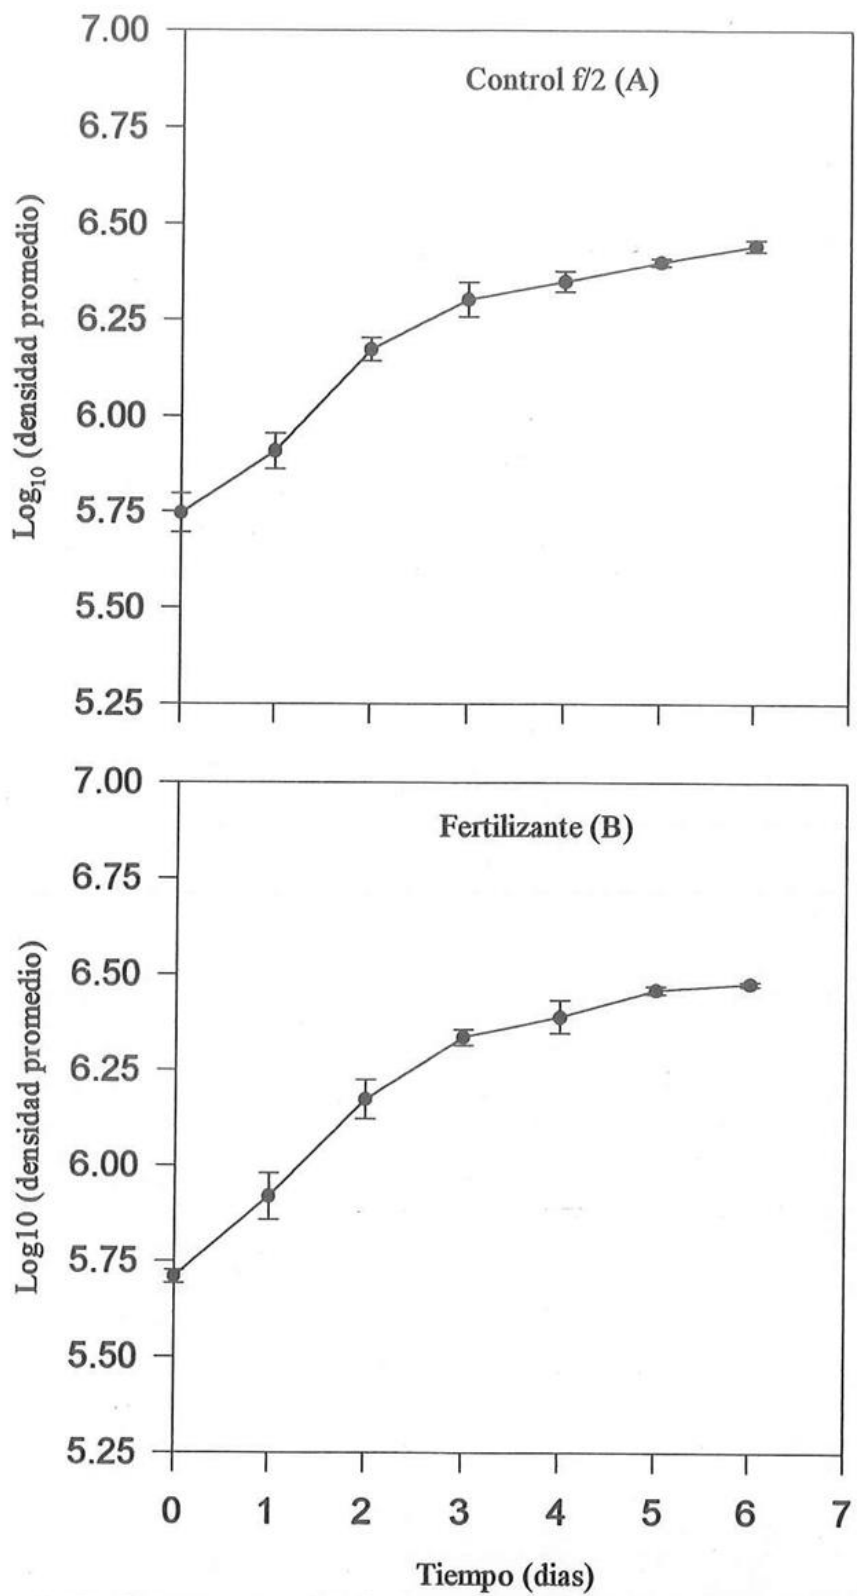 7.00
Control f/2 (A)
6.75
6.50
6.25
6.00
5.75
5.50
5.25
Log10 (densidad promedio)
7.00
Fertilizante (B)
6.75
6.50
6.25
6.00
5.75
5.50
5.25
Log10 (densidad promedio)
0 1 2 3 4 5 6 7
Tiempo (dias)